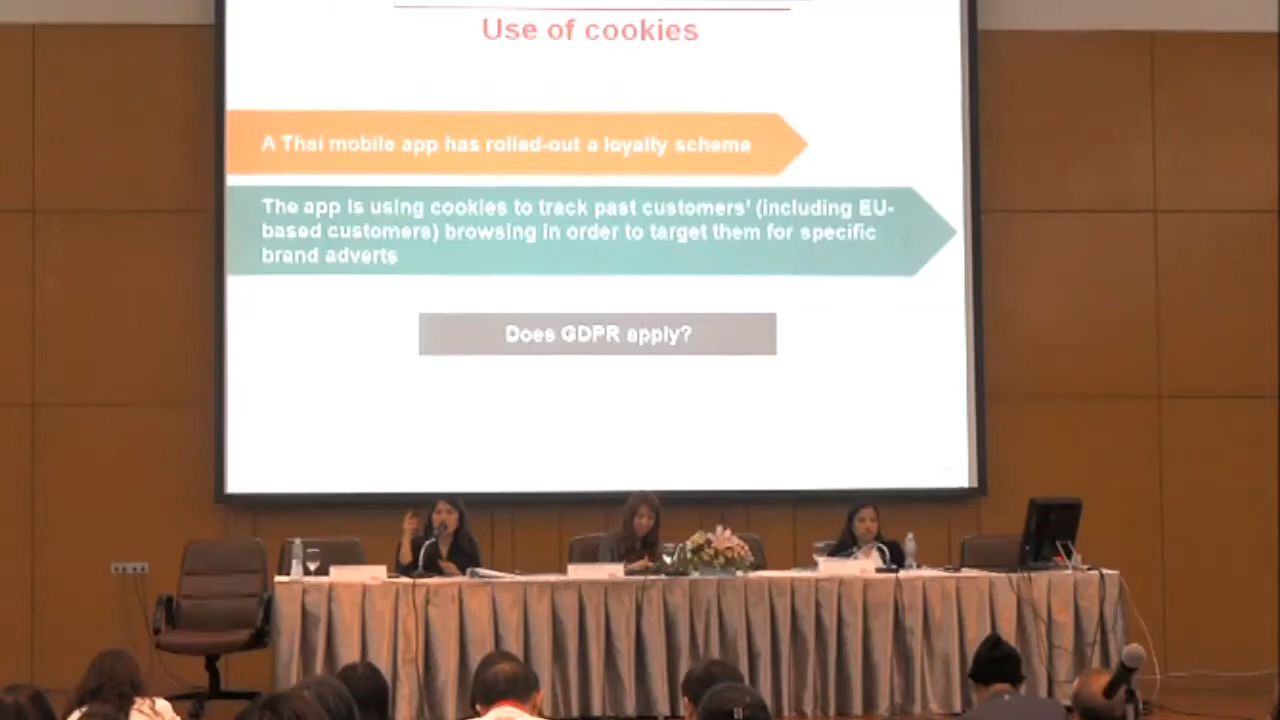 Use of cookies
A Thai mobile app has rolled-out a loyalty scheme
The app is using cookies to track past customers' (including EU-
based customers) browsing in order to target them for specific
brand adverts
Does GDPR apply?